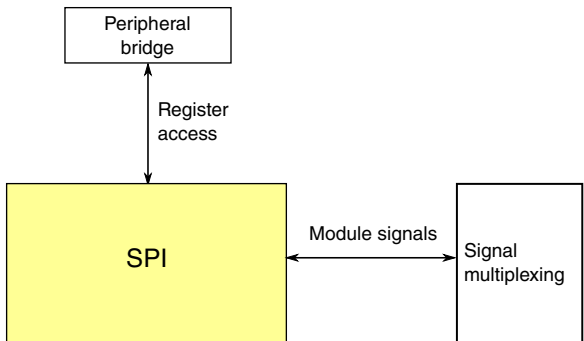 Peripheral
bridge
Register
access
SPI
Module signals
Signal
multiplexing